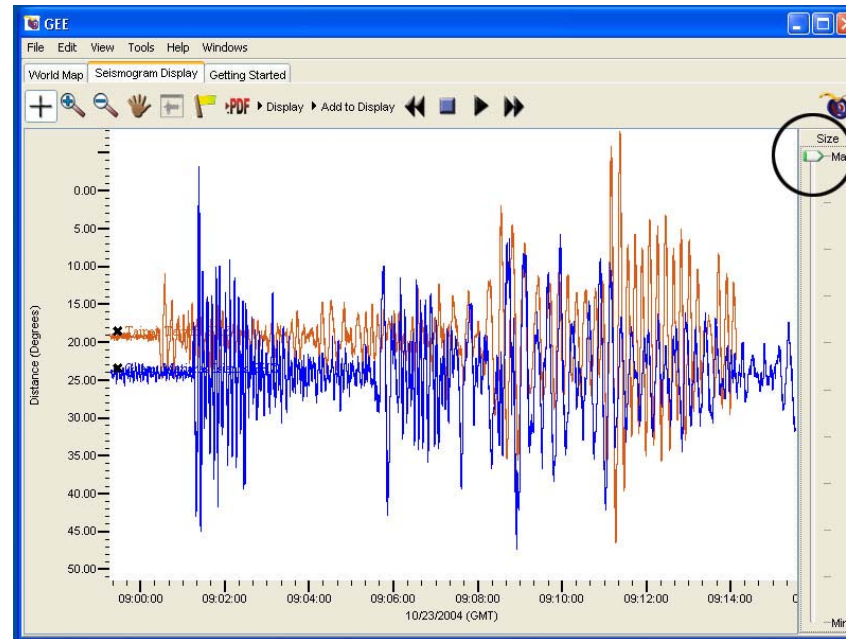 GEE
File Edit View Tools Help Windows
World Map Seismogram Display Getting Started
PDF Display Add to Display
Size
Ma
0.00
5.00
10.00
15.00
20.00
25.00
30.00
35.00
40.00
45.00
50.00
Distance (Degrees)
09:00:00 09:02:00 09:04:00 09:06:00 09:08:00 09:10:00 09:12:00 09:14:00
10/23/2004 (GMT)
Min